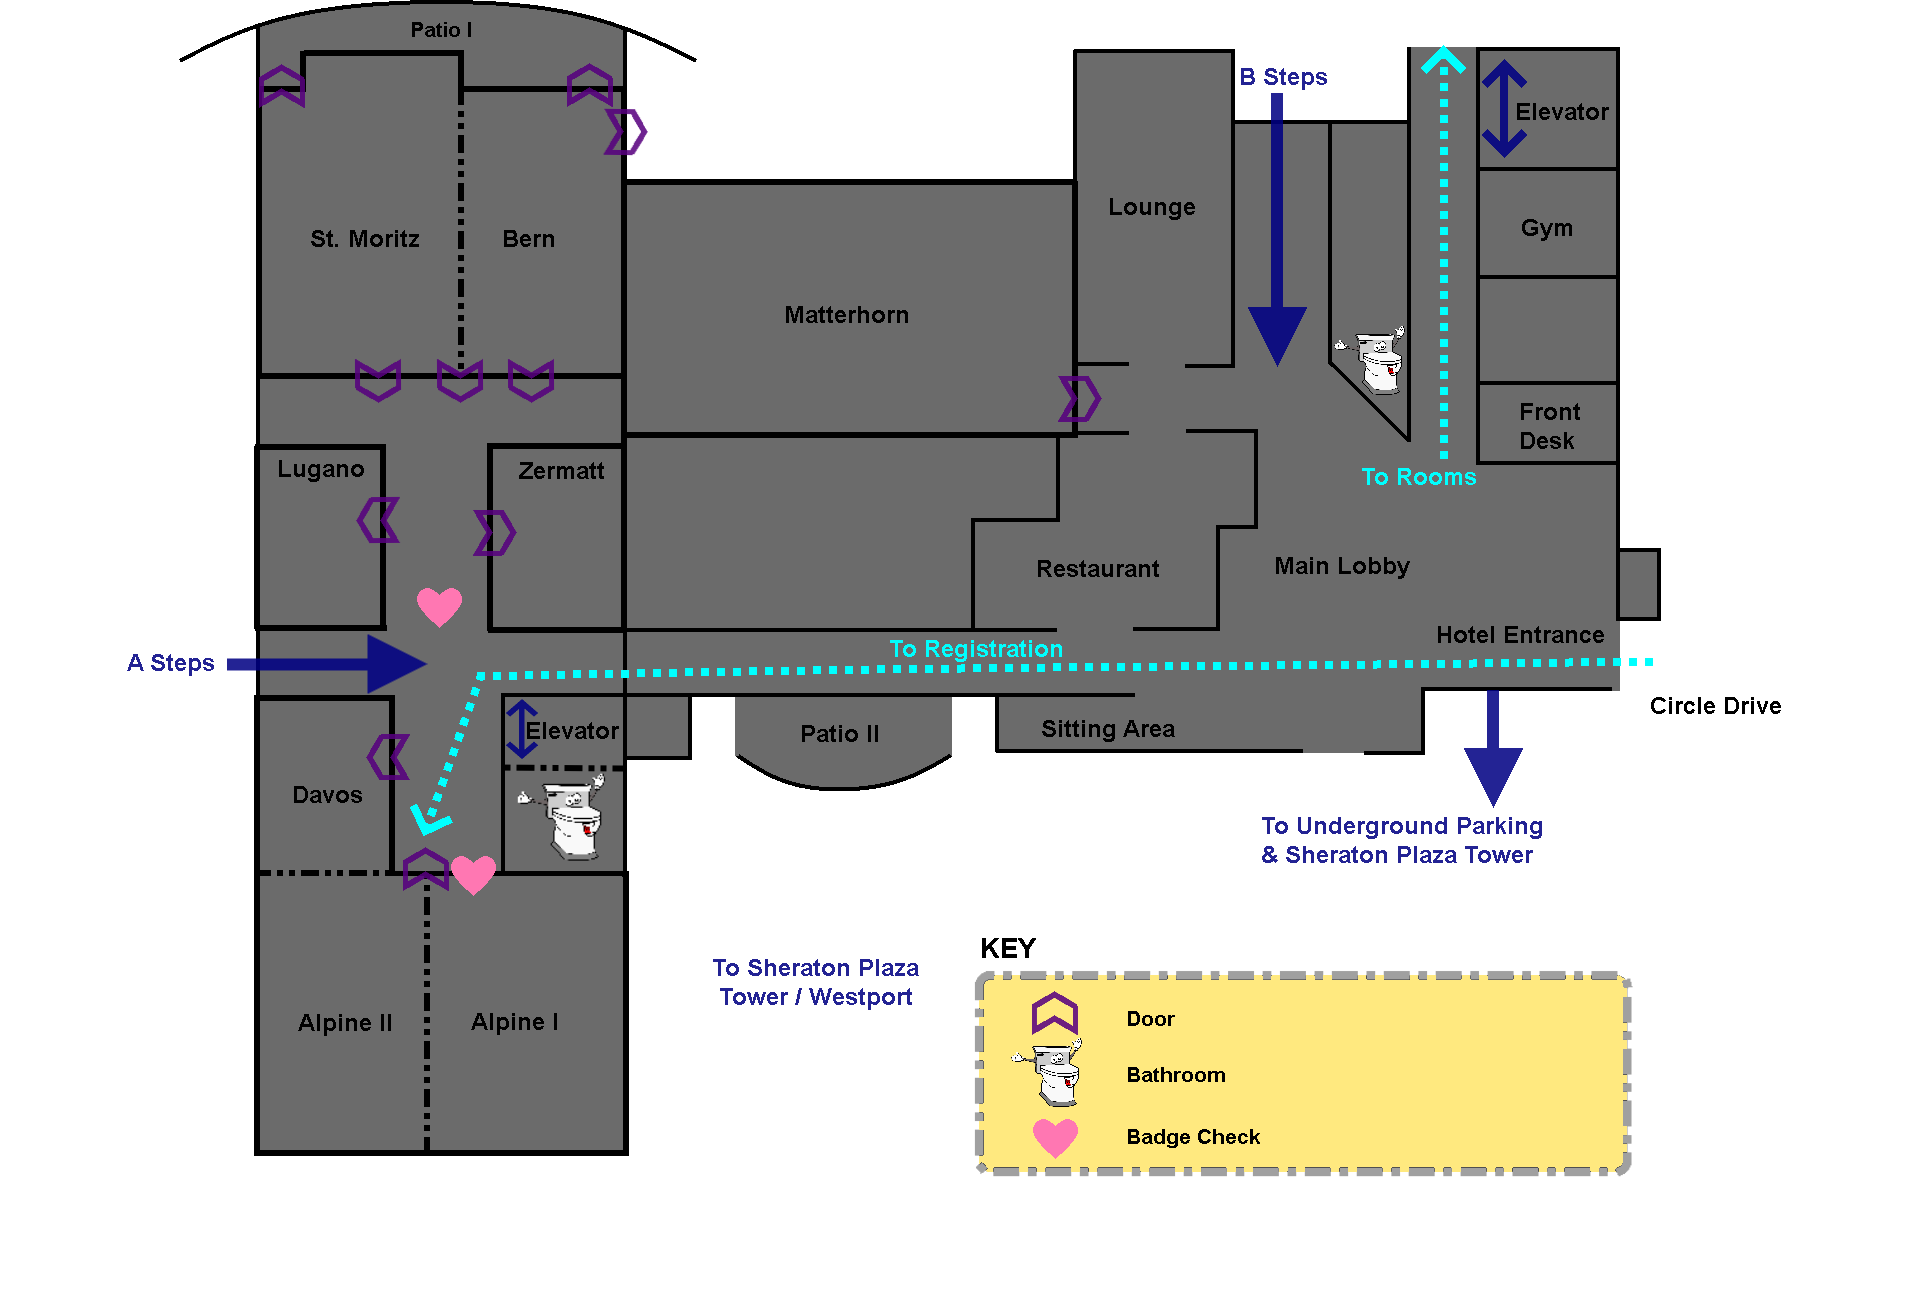 Patio I
B Steps
Elevator
Lounge
Gym
St. Moritz
Bern
Matterhorn
Front
Desk
Lugano
Zermatt
To Rooms
Restaurant
Main Lobby
Hotel Entrance
A Steps
To Registration
Circle Drive
Elevator
Patio II
Sitting Area
Davos
To Underground Parking
& Sheraton Plaza Tower
To Sheraton Plaza
Tower / Westport
Alpine II
Alpine I
KEY
Door
Bathroom
Badge Check